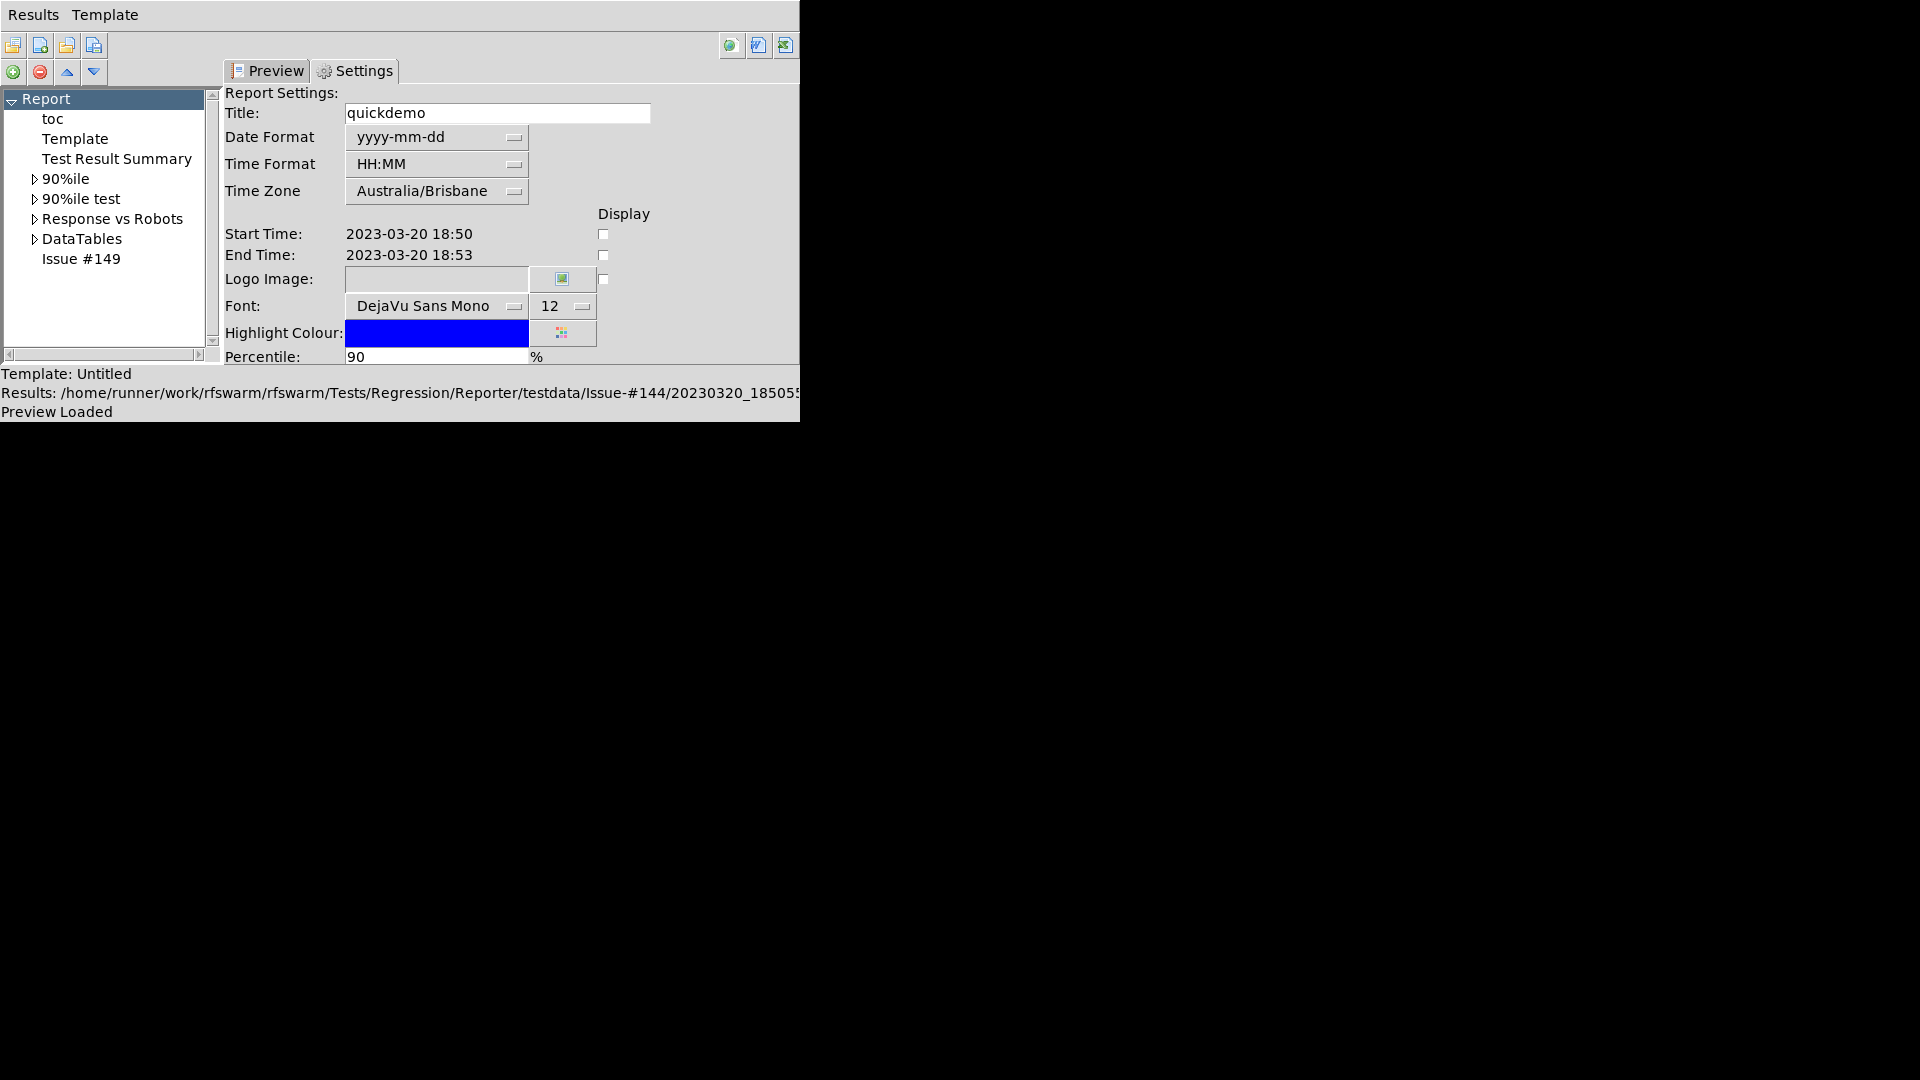 Results Template
Preview Settings
Report
toc
Template
Test Result Summary
90%ile
90%ile test
Response vs Robots
DataTables
Issue #149
Report Settings:
Title: quickdemo
Date Format yyyy-mm-dd
Time Format HH:MM
Time Zone Australia/Brisbane
Display
Start Time: 2023-03-20 18:50
End Time: 2023-03-20 18:53
Logo Image:
Font: DejaVu Sans Mono 12
Highlight Colour:
Percentile: 90 %
Template: Untitled
Results: /home/runner/work/rfswarm/rfswarm/Tests/Regression/Reporter/testdata/Issue-#144/20230320_185055
Preview Loaded